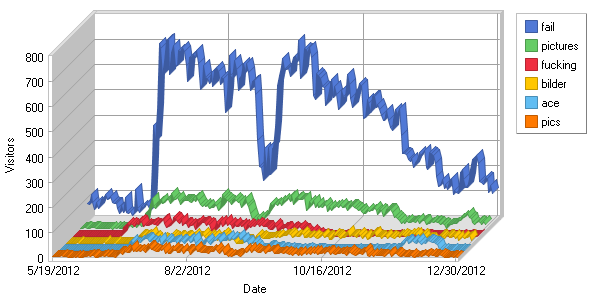 800
700
600
500
400
300
200
100
0
Visitors
5/19/2012
8/2/2012
10/16/2012
12/30/2012
Date
fail
pictures
fucking
bilder
ace
pics